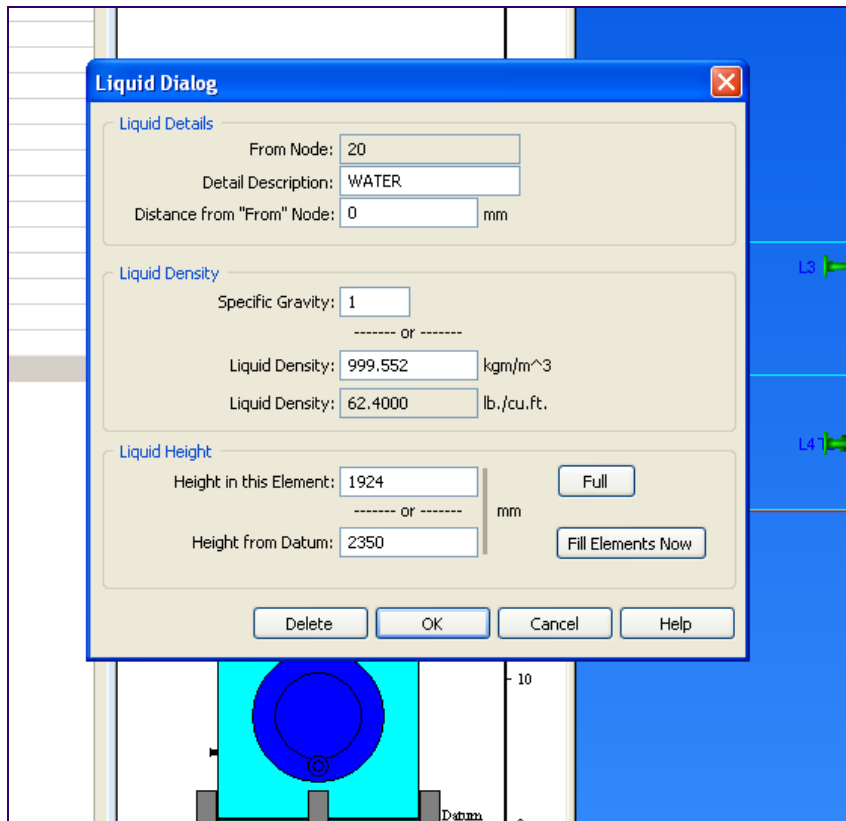 Liquid Dialog
Liquid Details
From Node: 20
Detail Description: WATER
Distance from "From" Node: 0 mm
Liquid Density
Specific Gravity: 1
------- or -------
Liquid Density: 999.552 kgm/m^3
Liquid Density: 62.4000 lb./cu.ft.
Liquid Height
Height in this Element: 1924 Full
------- or ------- mm
Height from Datum: 2350 Fill Elements Now
Delete OK Cancel Help
L3
L4
10
Datum